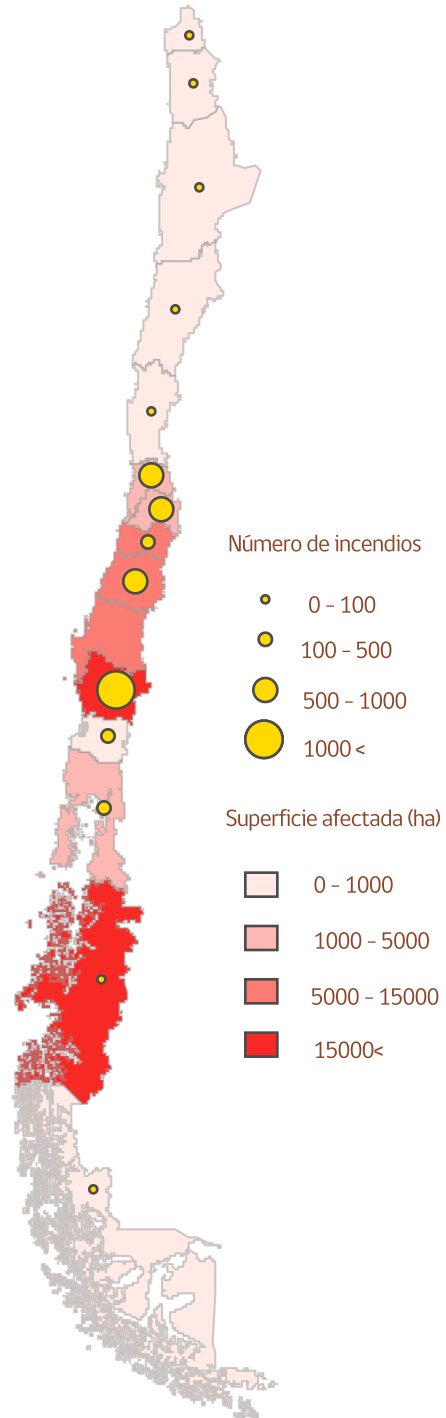 Número de incendios
0 - 100
100 - 500
500 - 1000
1000 <
Superficie afectada (ha)
0 - 1000
1000 - 5000
5000 - 15000
15000<